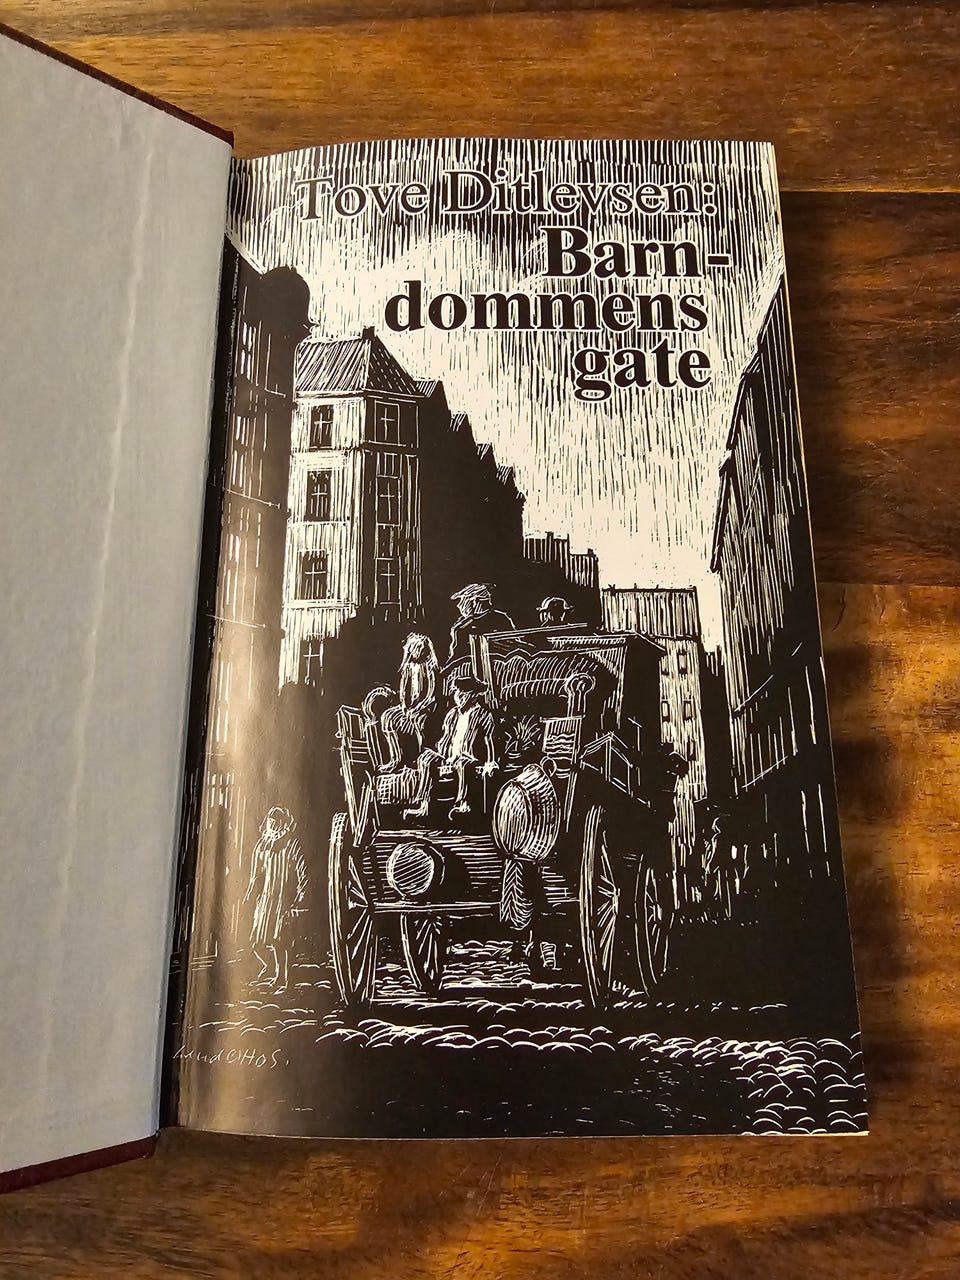 Tove Ditlevsen:
Barn-
dommens
gate